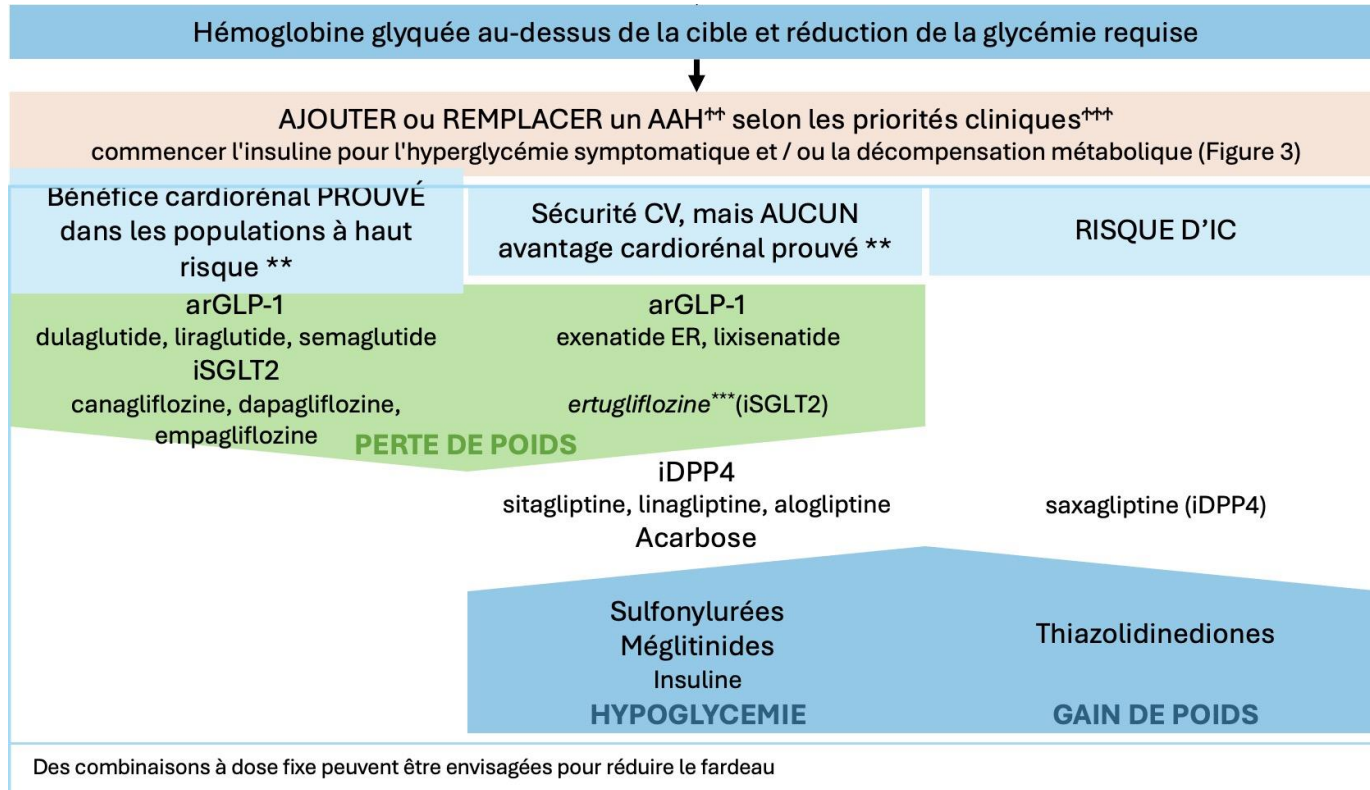 Hémoglobine glyquée au-dessus de la cible et réduction de la glycémie requise
AJOUTER ou REMPLACER un AAH†† selon les priorités cliniques†††
commencer l'insuline pour l'hyperglycémie symptomatique et / ou la décompensation métabolique (Figure 3)
Bénéfice cardiorénal PROUVÉ
dans les populations à haut
risque **
Sécurité CV, mais AUCUN
avantage cardiorénal prouvé **
RISQUE D'IC
arGLP-1
dulaglutide, liraglutide, semaglutide
iSGLT2
canagliflozine, dapagliflozine,
empagliflozine
arGLP-1
exenatide ER, lixisenatide
ertugliflozine***(iSGLT2)
PERTE DE POIDS
iDPP4
sitagliptine, linagliptine, alogliptine
Acarbose
saxagliptine (iDPP4)
Sulfonylurées
Méglitinides
Insuline
HYPOGLYCEMIE
Thiazolidinediones
GAIN DE POIDS
Des combinaisons à dose fixe peuvent être envisagées pour réduire le fardeau